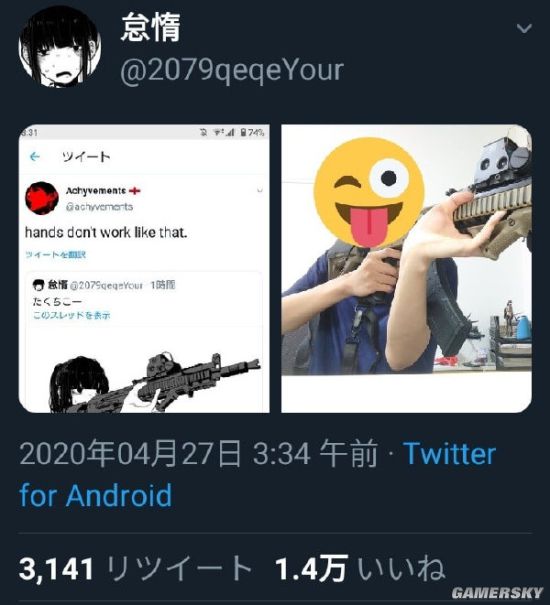 怠惰
@2079qeqeYour
3:31
74%
← ツイート
Achyvements
@achyvements
hands don't work like that.
ツイートを翻訳
怠惰 @2079qeqeYour 1時間
たくちこー
このスレッドを表示
2020年04月27日 3:34 午前 · Twitter
for Android
3,141 リツイート 1.4万 いいね
GAMERSKY